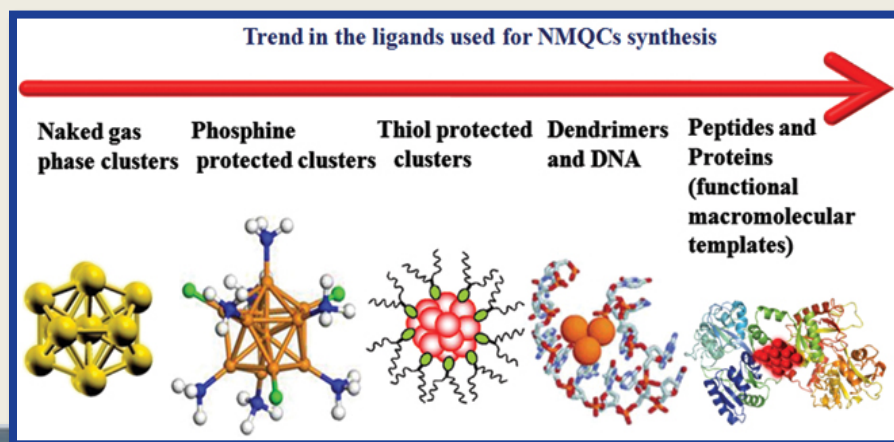 Trend in the ligands used for NMQCs synthesis
Naked gas
phase clusters
Phosphine
protected clusters
Thiol protected
clusters
Dendrimers
and DNA
Peptides and
Proteins
(functional
macromolecular
templates)